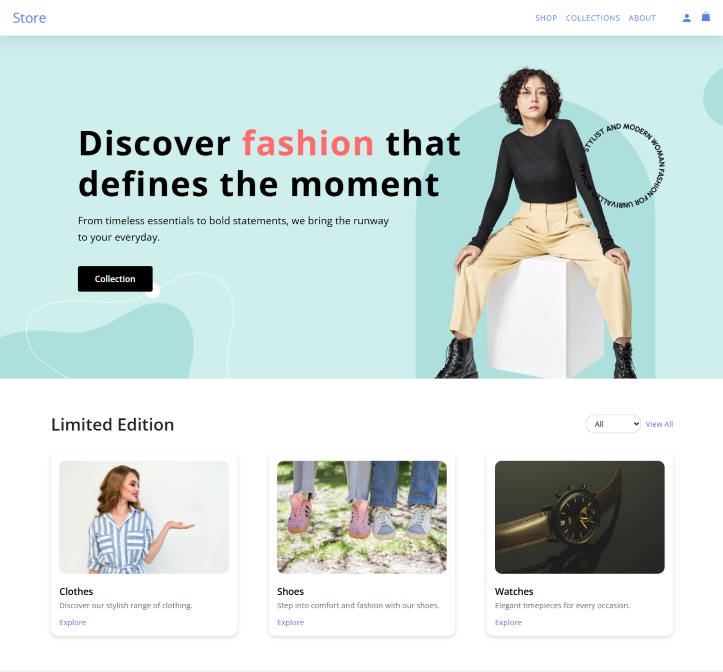 Store
SHOP COLLECTIONS ABOUT
Discover fashion that
defines the moment
From timeless essentials to bold statements, we bring the runway
to your everyday.
Collection
STYLIST AND MODERN WOMAN FASHION FOR UNRIVALLED WOMAN
Limited Edition
All
View All
Clothes
Discover our stylish range of clothing.
Explore
Shoes
Step into comfort and fashion with our shoes.
Explore
Watches
Elegant timepieces for every occasion.
Explore